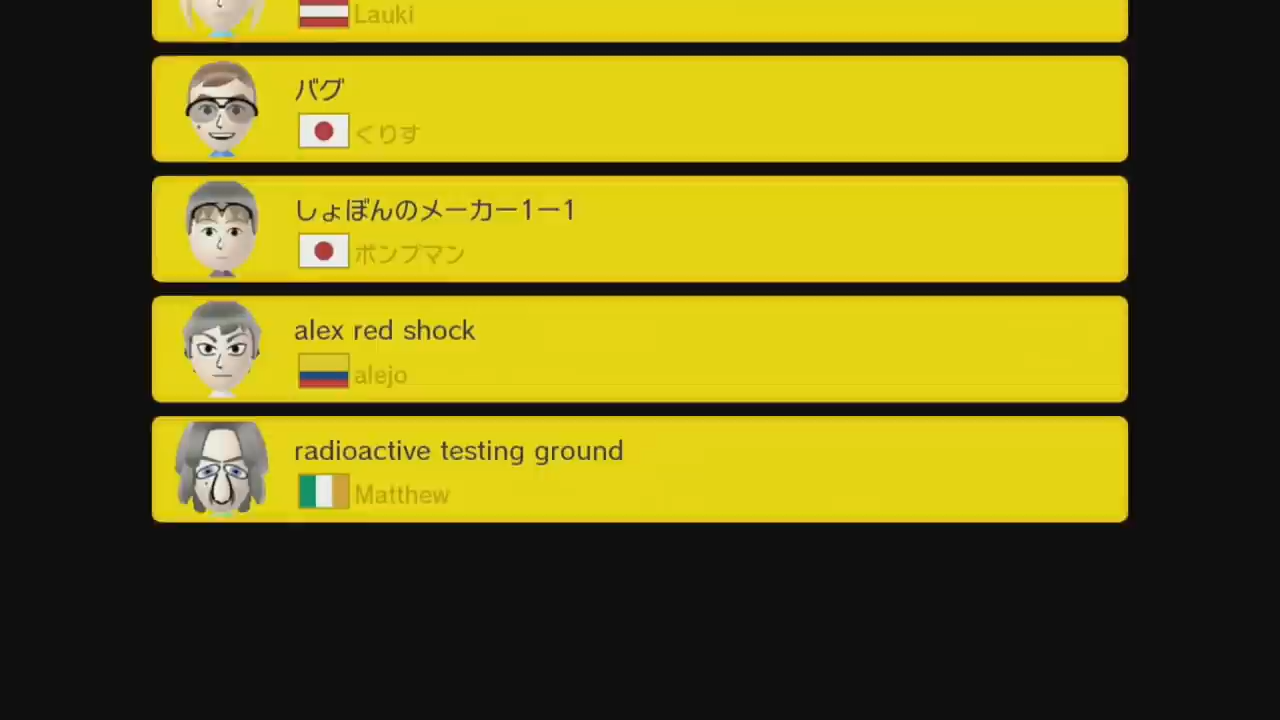 Lauki
バグ
くりす
しょぼんのメーカー1ー1
ボンプマン
alex red shock
alejo
radioactive testing ground
Matthew